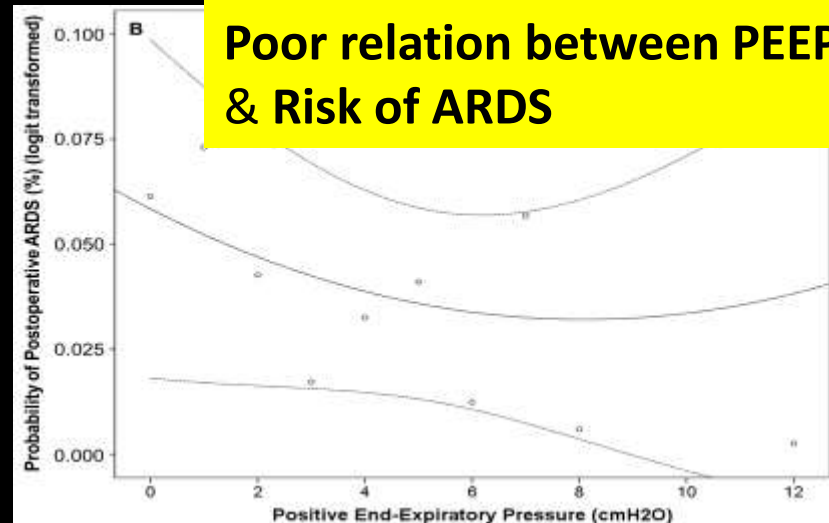 Poor relation between PEEP
& Risk of ARDS
B
Probability of Postoperative ARDS (%) (logit transformed)
0.100
0.075
0.050
0.025
0.000
0 2 4 6 8 10 12
Positive End-Expiratory Pressure (cmH2O)